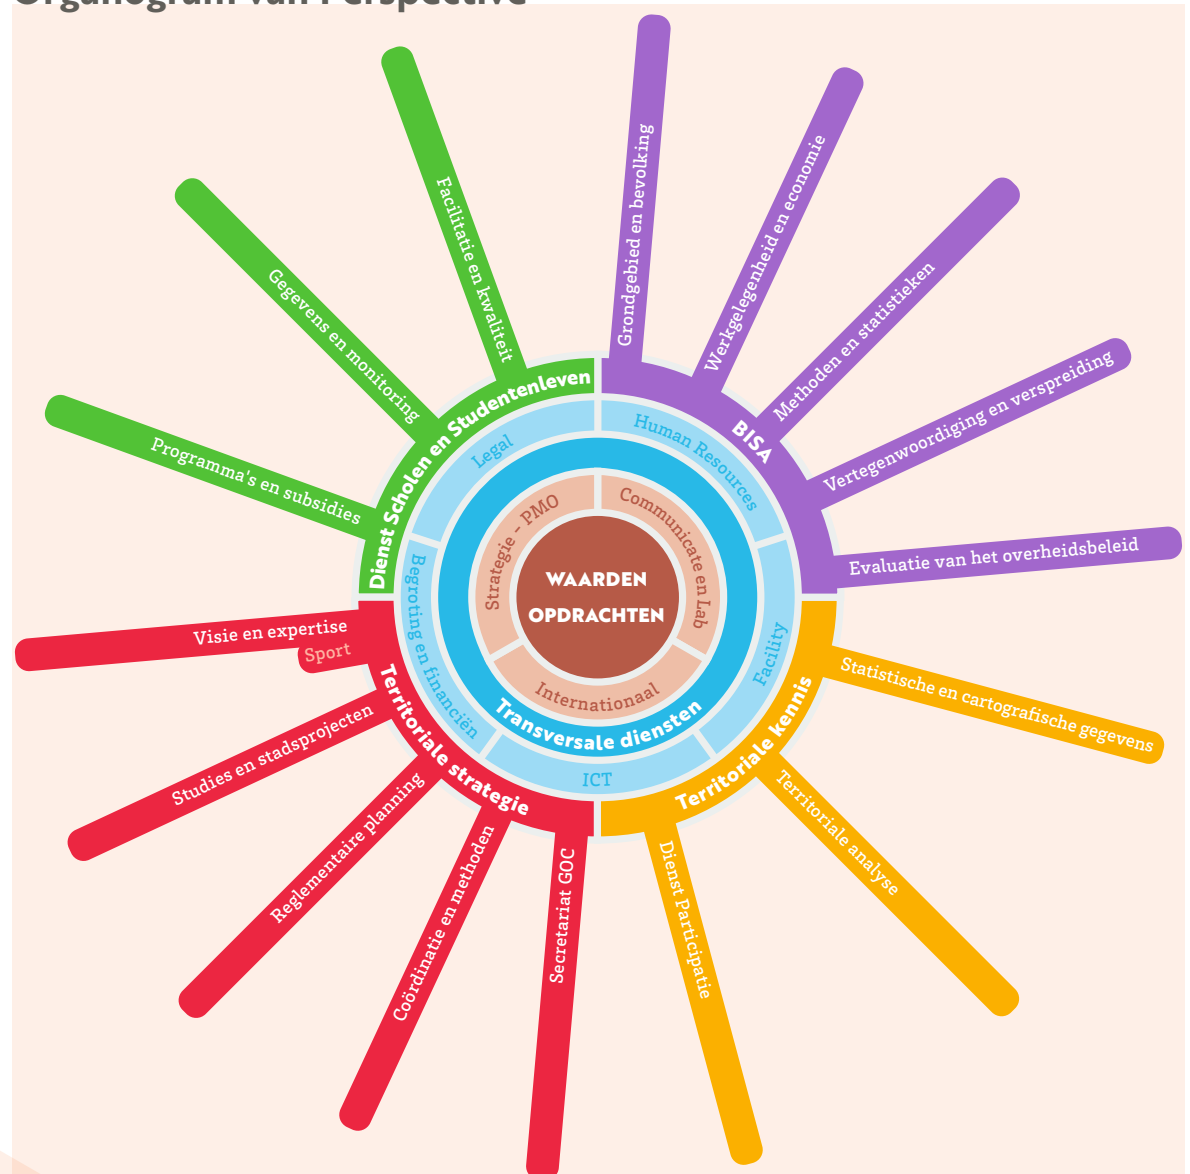 Organogram van Perspective
Facilitatie en kwaliteit
Gegevens en monitoring
Programma's en subsidies
Dienst Scholen en Studentenleven
Grondgebied en bevolking
Werkgelegenheid en economie
Methoden en statistieken
Vertegenwoordiging en verspreiding
Evaluatie van het overheidsbeleid
BISA
Legal
Human Resources
Facility
ICT
Begroting en financiën
Strategie - PMO
Communicate en Lab
Internationaal
WAARDEN
OPDRACHTEN
Transversale diensten
Visie en expertise
Sport
Studies en stadsprojecten
Reglementaire planning
Coördinatie en methoden
Secretariat GOC
Territoriale strategie
Territoriale kennis
Statistische en cartografische gegevens
Territoriale analyse
Dienst Participatie